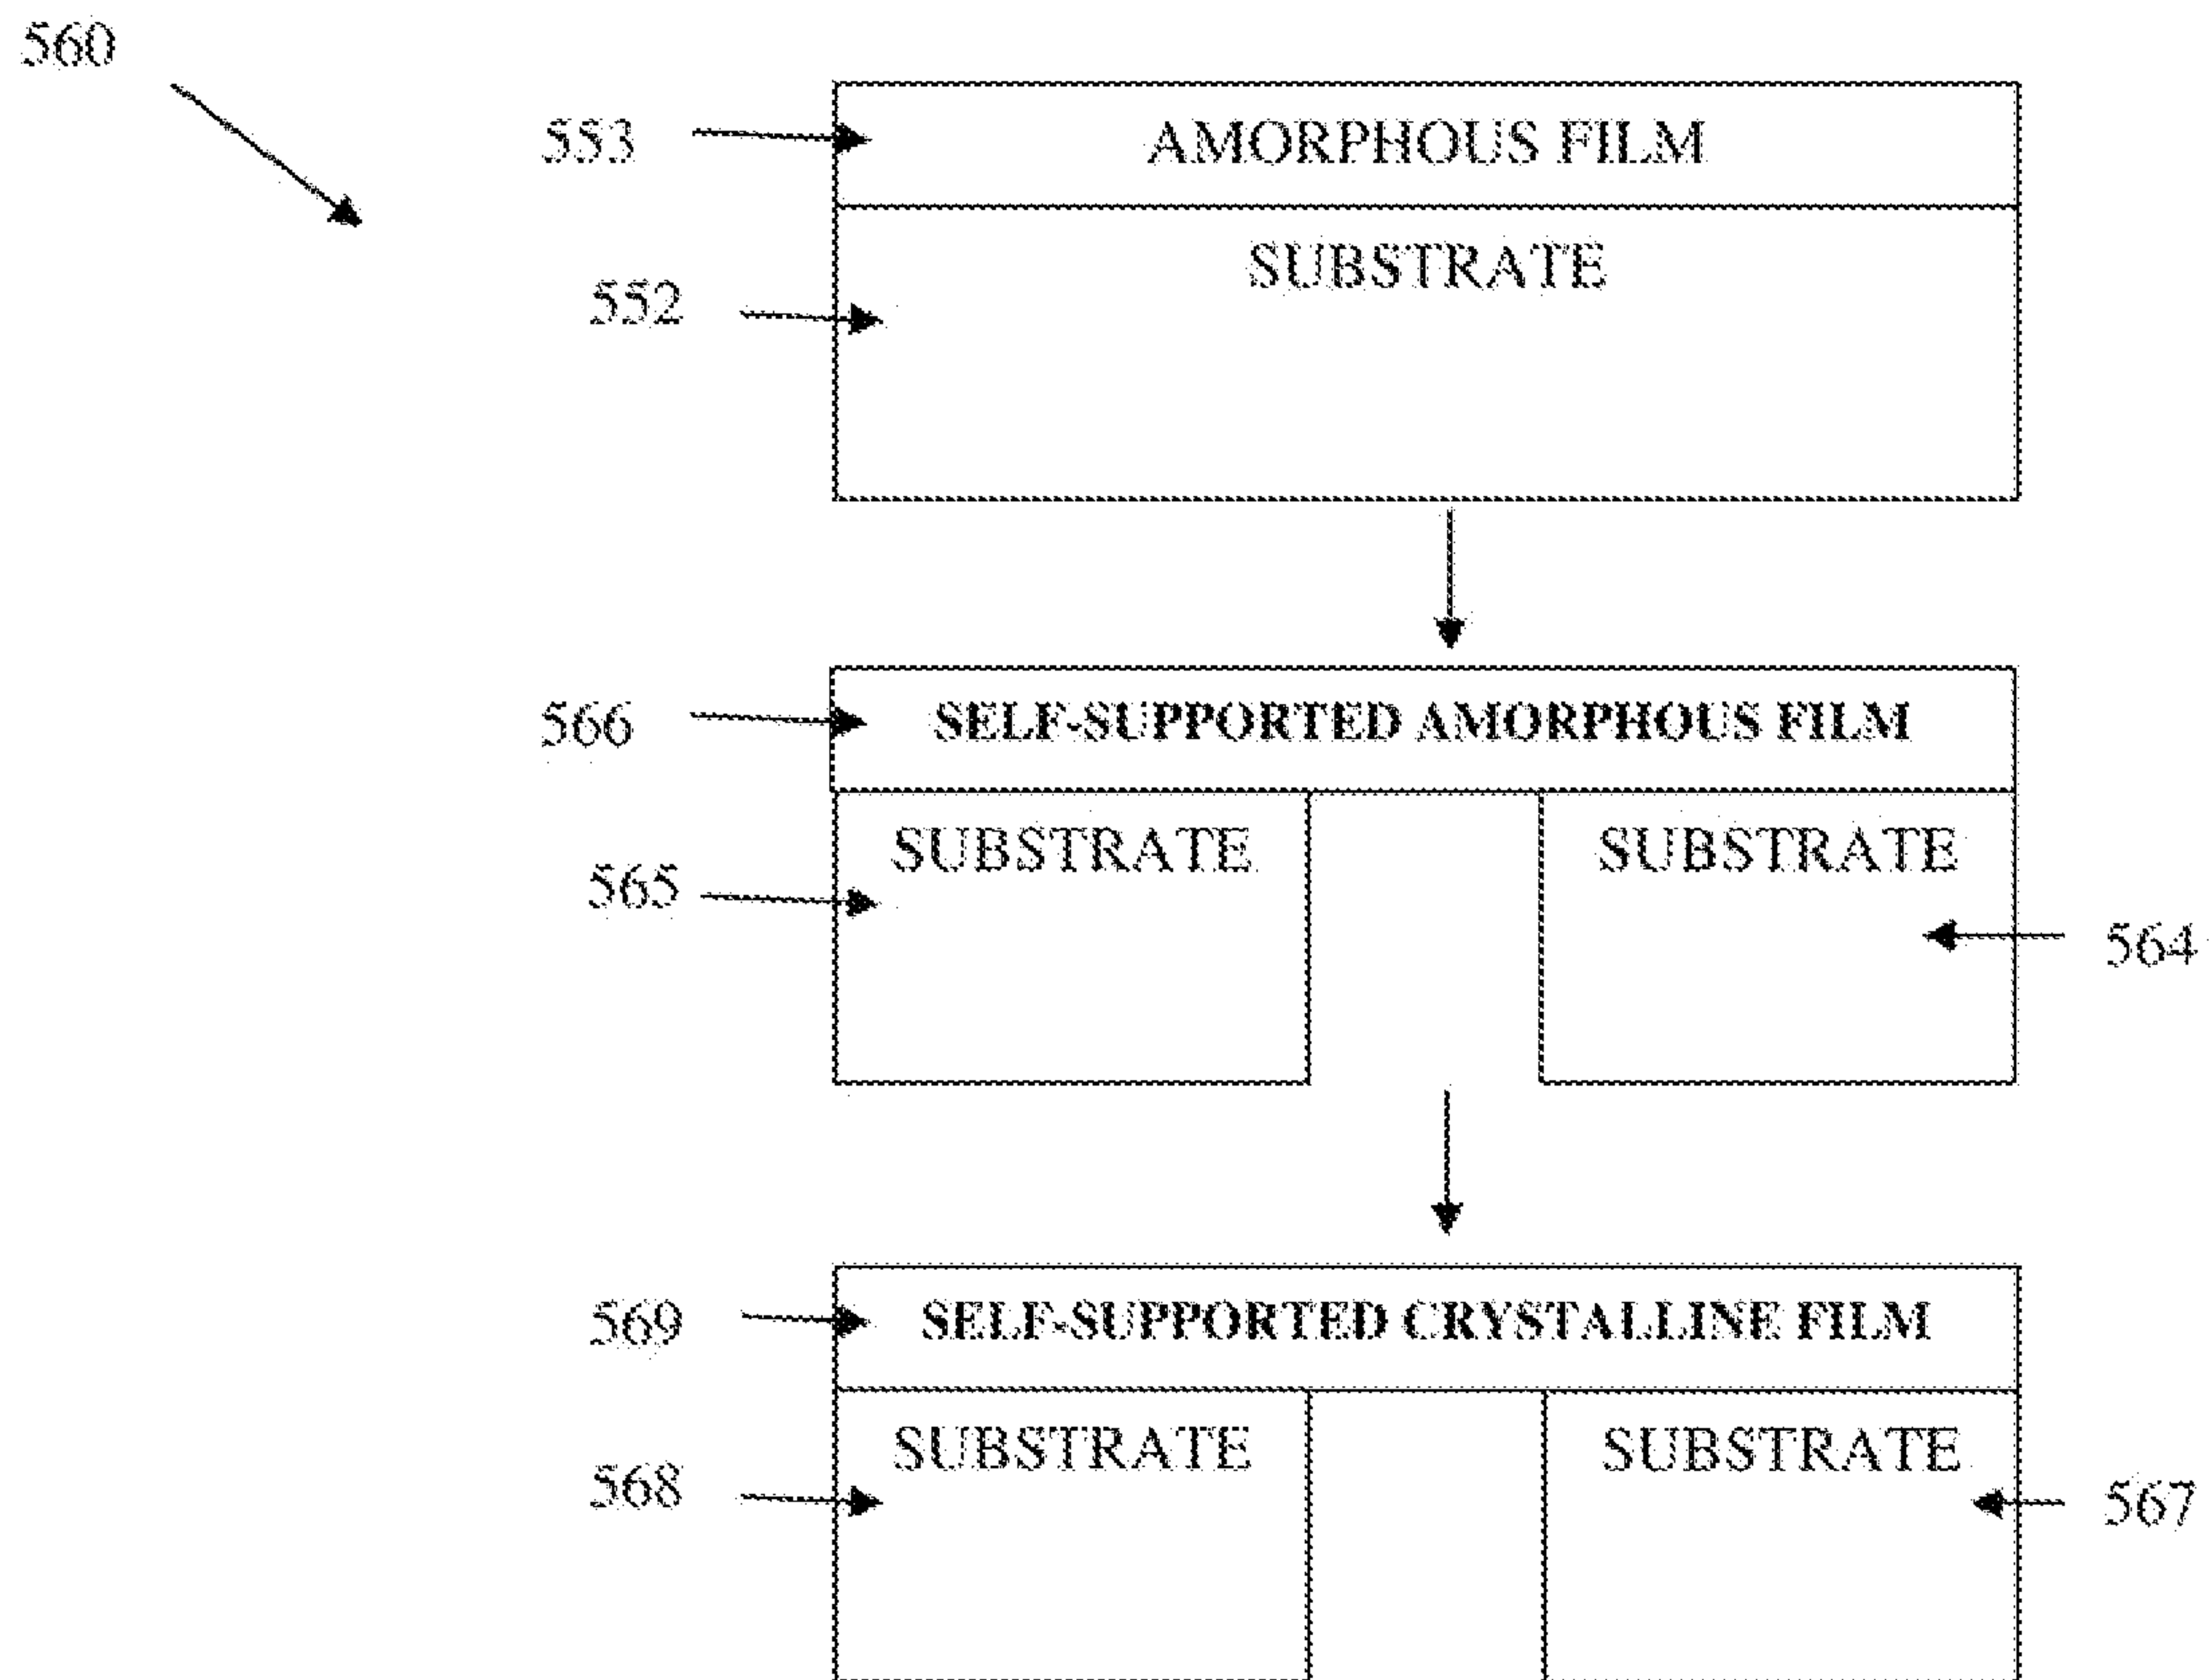 560
553
AMORPHOUS FILM
SUBSTRATE
552
566
SELF-SUPPORTED AMORPHOUS FILM
SUBSTRATE
SUBSTRATE
565
564
569
SELF-SUPPORTED CRYSTALLINE FILM
SUBSTRATE
SUBSTRATE
568
567